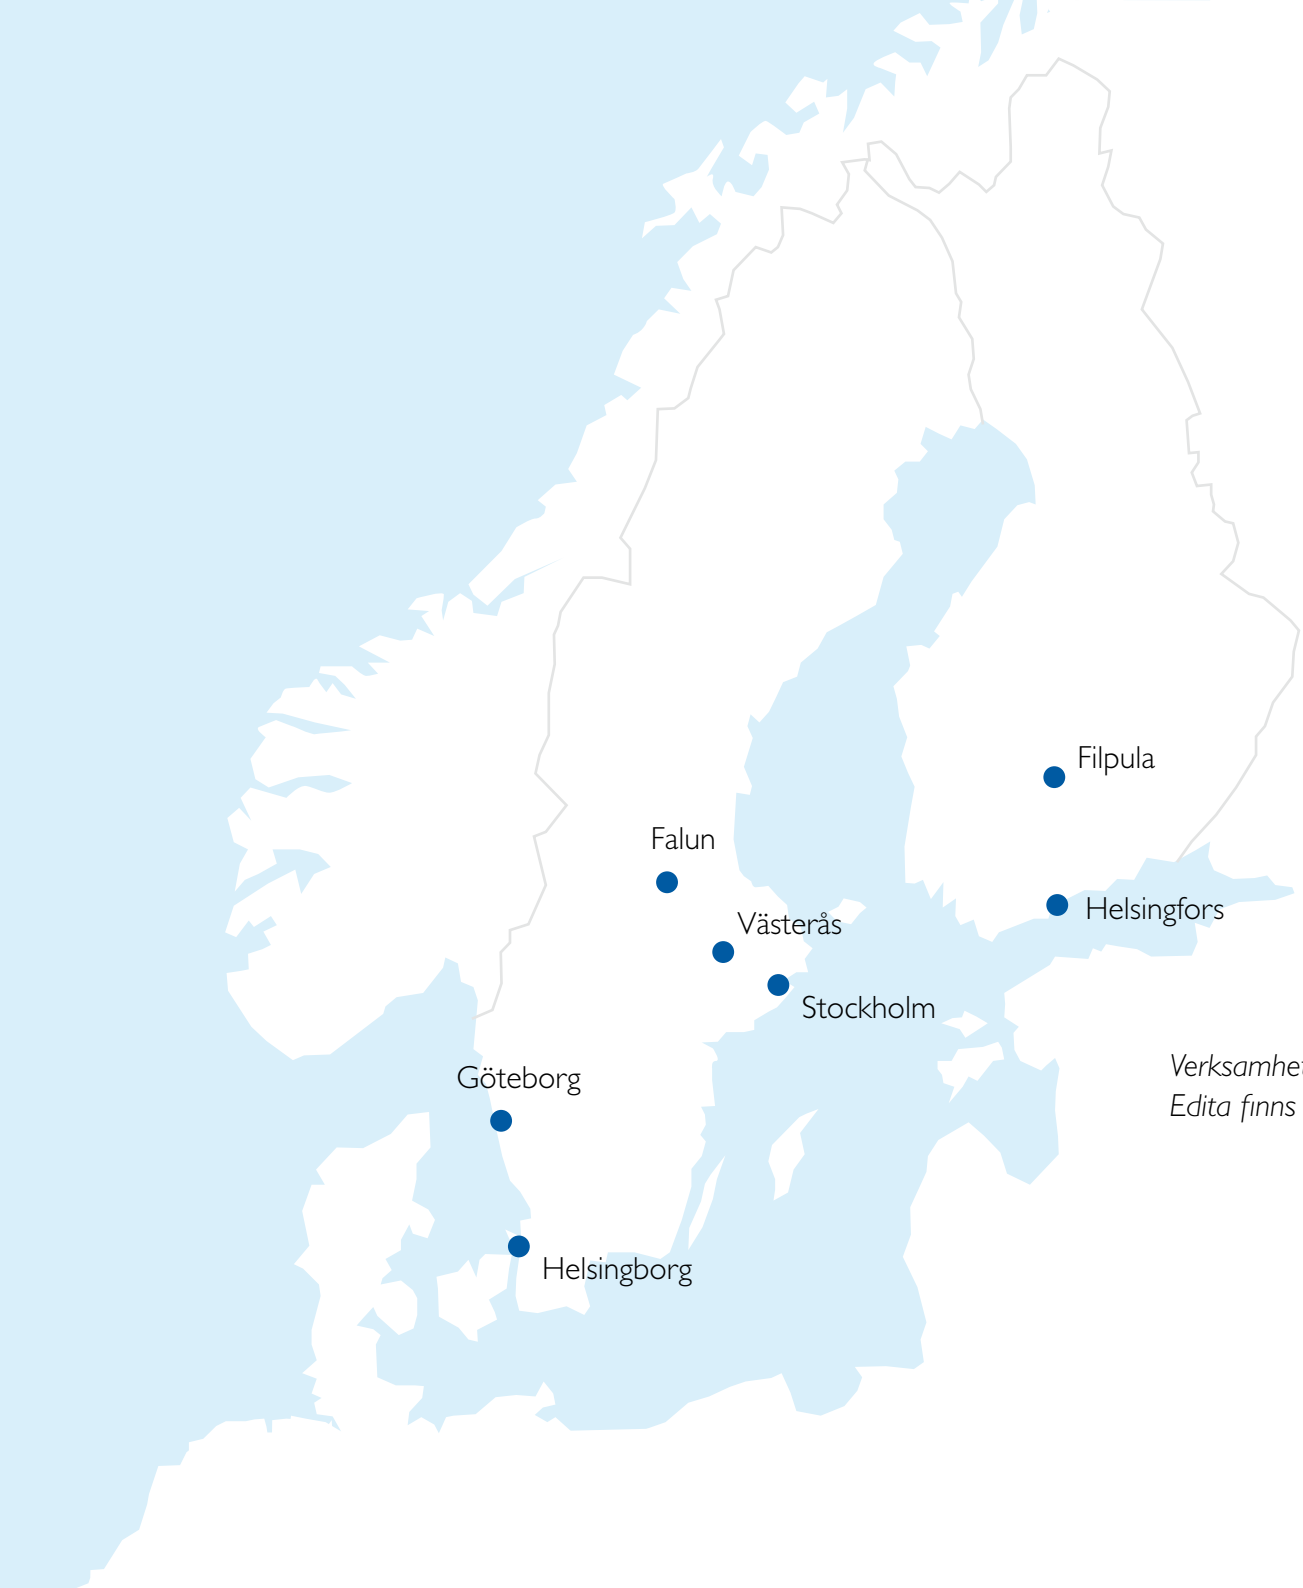 Filpula
Falun
Helsingfors
Västerås
Stockholm
Göteborg
Helsingborg
Edita finns